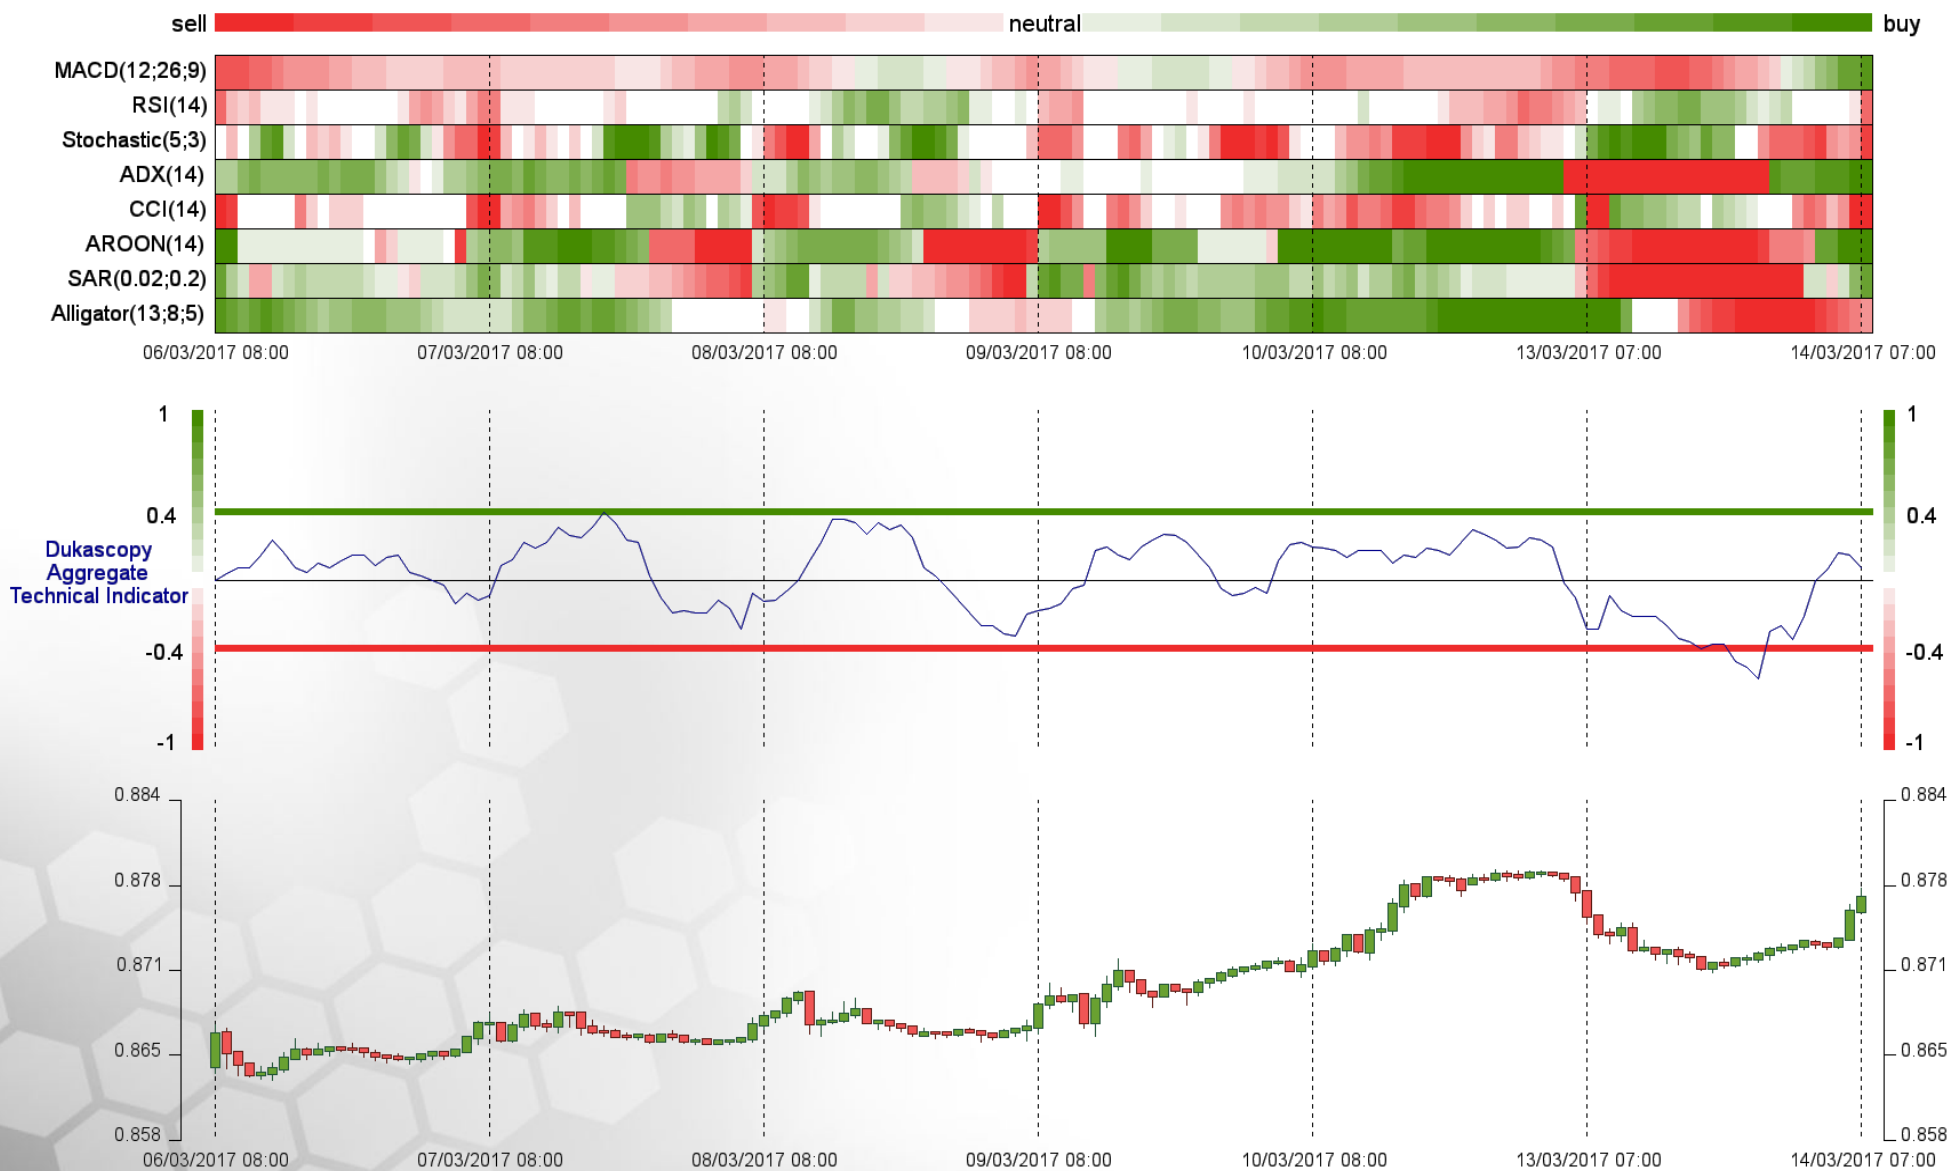 sell neutral buy
MACD(12;26;9)
RSI(14)
Stochastic(5;3)
ADX(14)
CCI(14)
AROON(14)
SAR(0.02;0.2)
Alligator(13;8;5)
06/03/2017 08:00 07/03/2017 08:00 08/03/2017 08:00 09/03/2017 08:00 10/03/2017 08:00 13/03/2017 07:00 14/03/2017 07:00
1 1
0.4 0.4
Dukascopy
Aggregate
Technical Indicator
-0.4 -0.4
-1 -1
0.884 0.884
0.878 0.878
0.871 0.871
0.865 0.865
0.858 0.858
06/03/2017 08:00 07/03/2017 08:00 08/03/2017 08:00 09/03/2017 08:00 10/03/2017 08:00 13/03/2017 07:00 14/03/2017 07:00